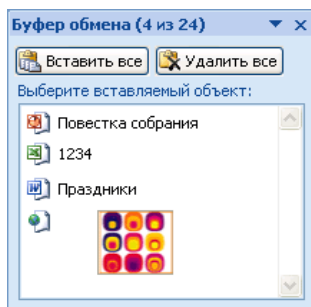 Буфер обмена (4 из 24)
Вставить все Удалить все
Выберите вставляемый объект:
Повестка собрания
1234
Праздники